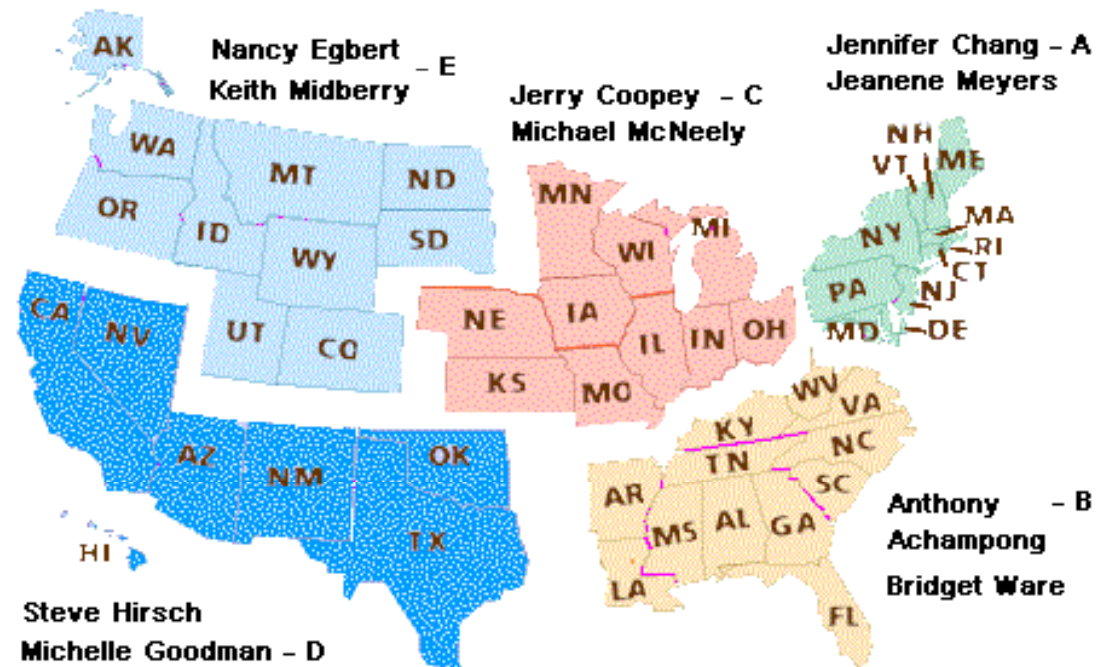 AK
Nancy Egbert
Keith Midberry
– E
Jerry Coopey – C
Michael McNeely
Jennifer Chang – A
Jeanene Meyers
WA
MT
ND
OR
ID
WY
SD
UT
CO
MN
WI
MI
NE
IA
IL
IN
OH
KS
MO
NH
VT
ME
NY
MA
RI
CT
PA
NJ
MD
DE
CA
NV
AZ
NM
OK
TX
HI
WV
VA
KY
TN
NC
SC
AR
MS
AL
GA
LA
FL
Anthony – B
Achampong
Bridget Ware
Steve Hirsch
Michelle Goodman – D